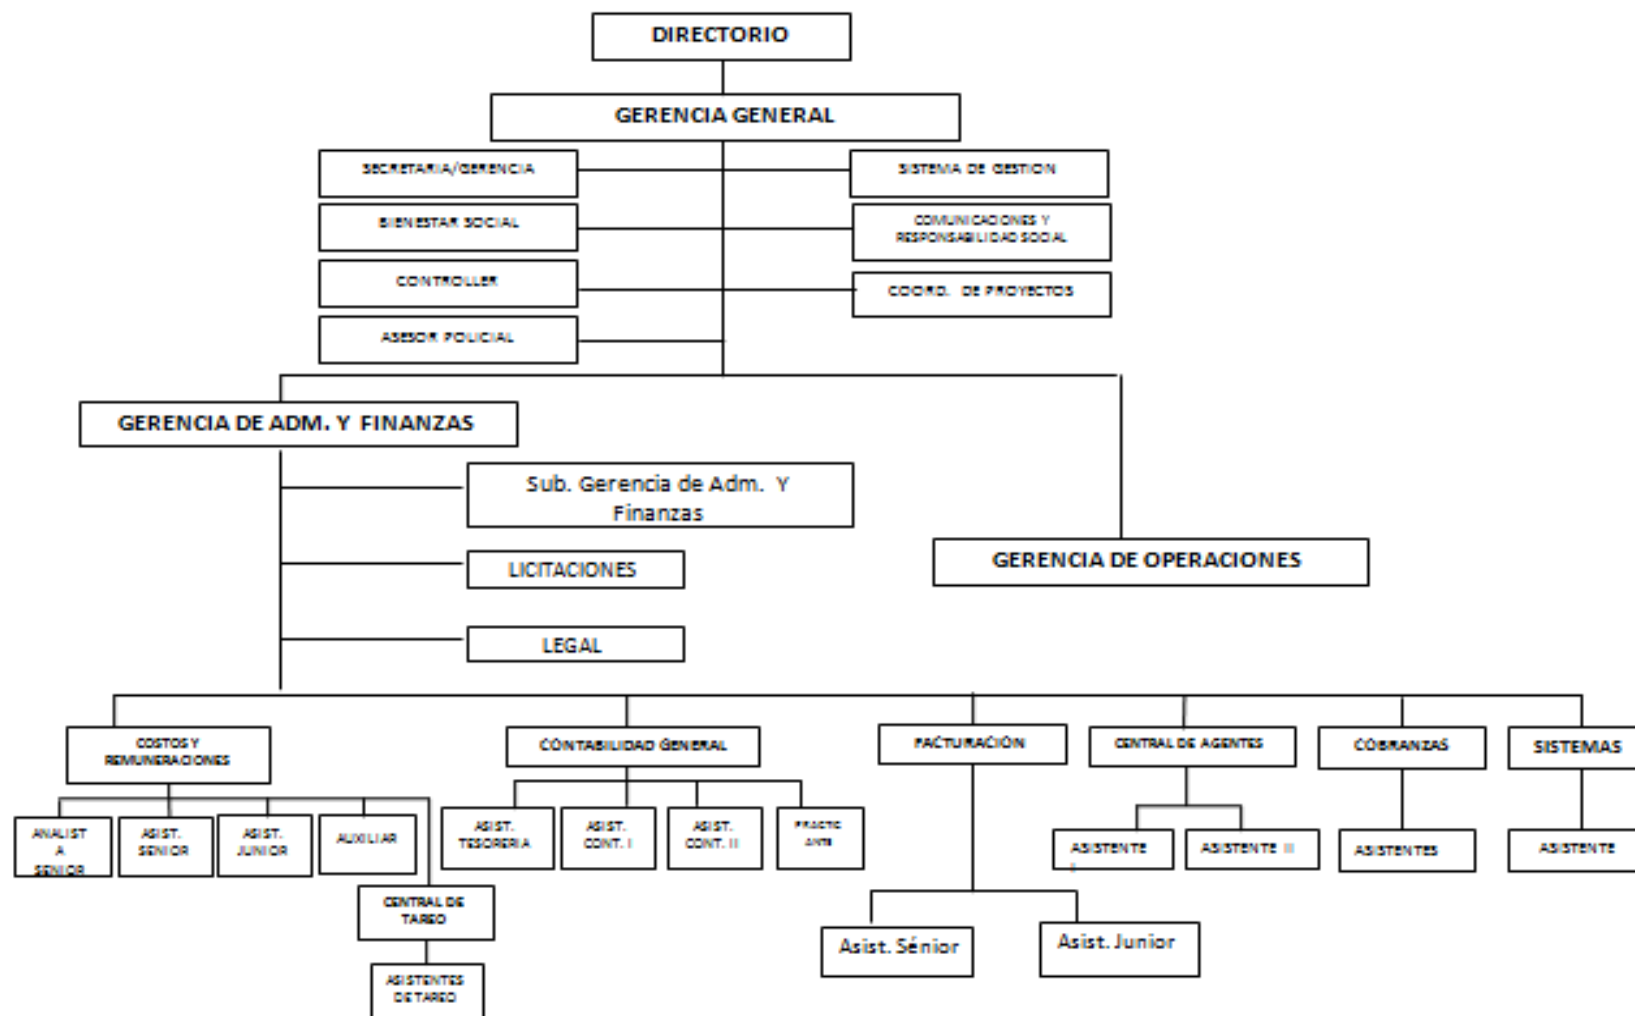 DIRECTORIO
GERENCIA GENERAL
SECRETARIA/GERENCIA
SISTEMA DE GESTION
BIENESTAR SOCIAL
COMUNICACIONES Y
RESPONSABILIDAD SOCIAL
CONTROLLER
COORD. DE PROYECTOS
ASESOR POLICIAL
GERENCIA DE ADM. Y FINANZAS
Sub. Gerencia de Adm. Y
Finanzas
LICITACIONES
LEGAL
GERENCIA DE OPERACIONES
COSTOS Y
REMUNERACIONES
CONTABILIDAD GENERAL
FACTURACIÓN
CENTRAL DE AGENTES
COBRANZAS
SISTEMAS
ANALIST
A
SENIOR
ASIST.
SENIOR
ASIST.
JUNIOR
AUXILIAR
ASIST.
TESORERIA
ASIST.
CONT. I
ASIST.
CONT. II
PRACTIC
ANTE
ASISTENTE
I
ASISTENTE II
ASISTENTES
ASISTENTE
CENTRAL DE
TAREO
ASISTENTES
DE TAREO
Asist. Sénior
Asist. Junior